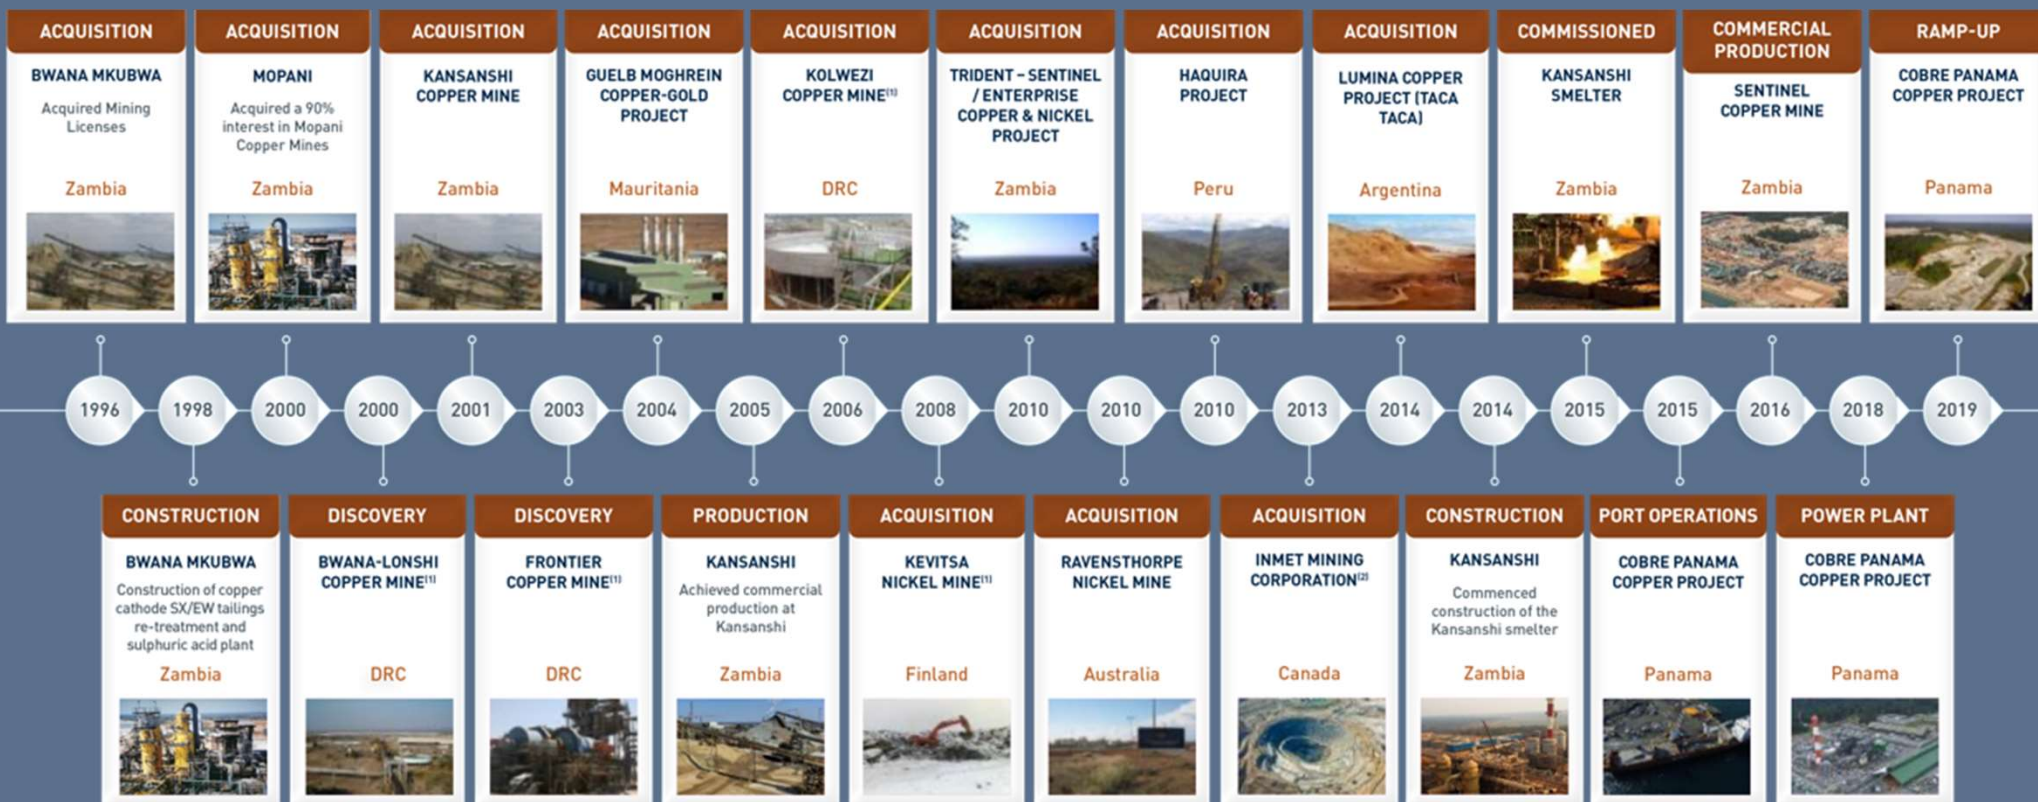 ACQUISITION
BWANA MKUBWA
Acquired Mining
Licenses
Zambia
ACQUISITION
MOPANI
Acquired a 90%
interest in Mopani
Copper Mines
Zambia
ACQUISITION
KANSANSHI
COPPER MINE
Zambia
ACQUISITION
GUELB MOGHREIN
COPPER-GOLD
PROJECT
Mauritania
ACQUISITION
KOLWEZI
COPPER MINE(1)
DRC
ACQUISITION
TRIDENT – SENTINEL
/ ENTERPRISE
COPPER & NICKEL
PROJECT
Zambia
ACQUISITION
HAQUIRA
PROJECT
Peru
ACQUISITION
LUMINA COPPER
PROJECT (TACA
TACA)
Argentina
COMMISSIONED
KANSANSHI
SMELTER
Zambia
COMMERCIAL
PRODUCTION
SENTINEL
COPPER MINE
Zambia
RAMP-UP
COBRE PANAMA
COPPER PROJECT
Panama
1996
1998
2000
2000
2001
2003
2004
2005
2006
2008
2010
2010
2010
2013
2014
2014
2015
2015
2016
2018
2019
CONSTRUCTION
BWANA MKUBWA
Construction of copper
cathode SX/EW tailings
re-treatment and
sulphuric acid plant
Zambia
DISCOVERY
BWANA-LONSHI
COPPER MINE(1)
DRC
DISCOVERY
FRONTIER
COPPER MINE(1)
DRC
PRODUCTION
KANSANSHI
Achieved commercial
production at
Kansanshi
Zambia
ACQUISITION
KEVITSA
NICKEL MINE(1)
Finland
ACQUISITION
RAVENSTHORPE
NICKEL MINE
Australia
ACQUISITION
INMET MINING
CORPORATION(2)
Canada
CONSTRUCTION
KANSANSHI
Commenced
construction of the
Kansanshi smelter
Zambia
PORT OPERATIONS
COBRE PANAMA
COPPER PROJECT
Panama
POWER PLANT
COBRE PANAMA
COPPER PROJECT
Panama